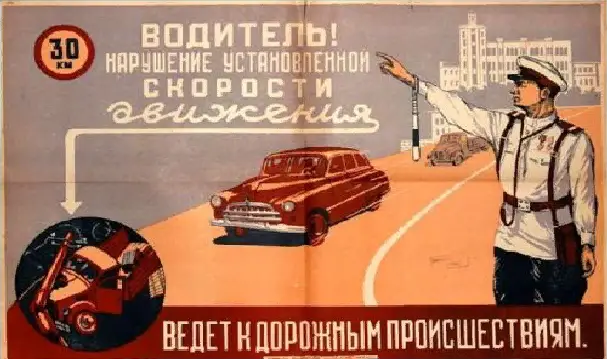 30
КМ
ВОДИТЕЛЬ!
НАРУШЕНИЕ УСТАНОВЛЕННОЙ
СКОРОСТИ
движения
ВЕДЕТ К ДОРОЖНЫМ ПРОИСШЕСТВИЯМ.